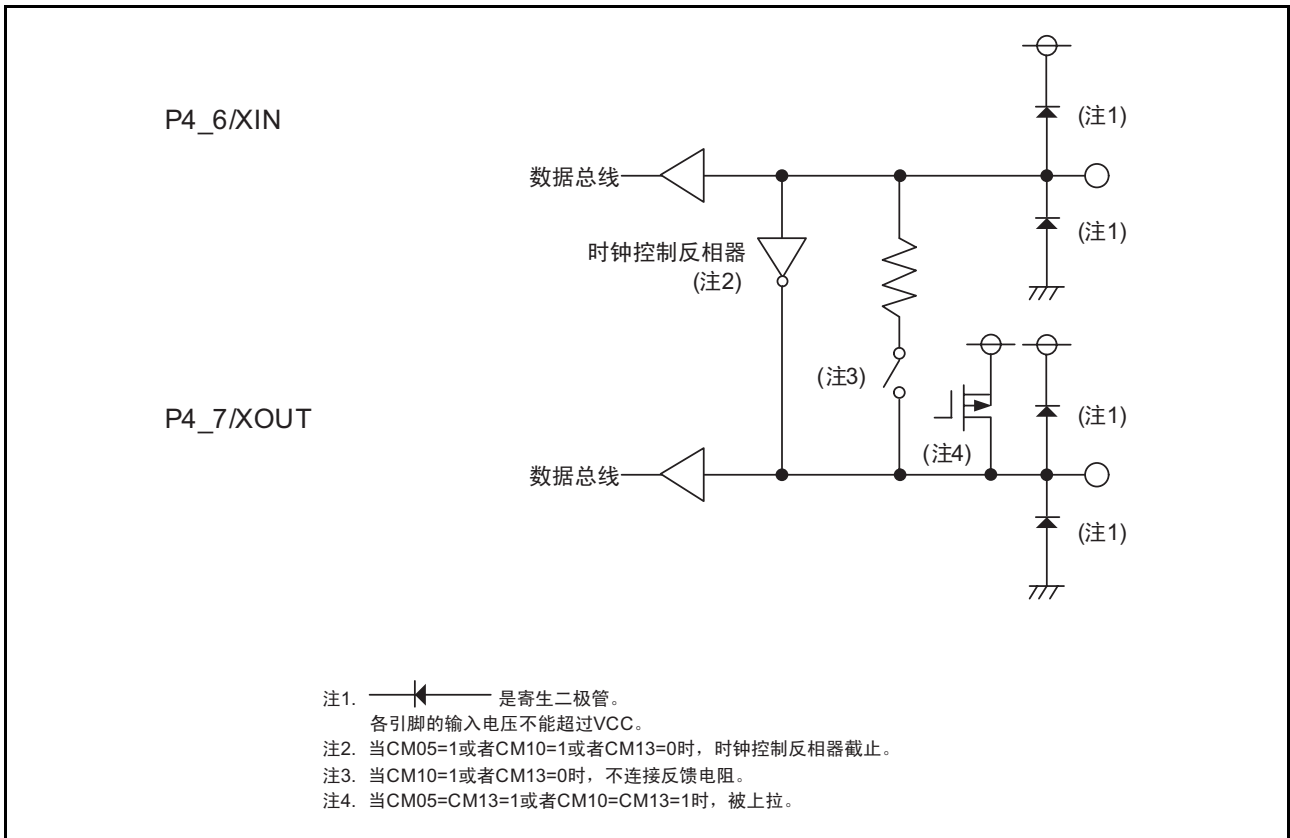 P4_6/XIN
(注1)
数据总线
(注1)
时钟控制反相器
(注2)
(注3)
P4_7/XOUT
(注1)
(注4)
数据总线
(注1)
注1. 是寄生二极管。
各引脚的输入电压不能超过VCC。
注2. 当CM05=1或者CM10=1或者CM13=0时，时钟控制反相器截止。
注3. 当CM10=1或者CM13=0时，不连接反馈电阻。
注4. 当CM05=CM13=1或者CM10=CM13=1时，被上拉。